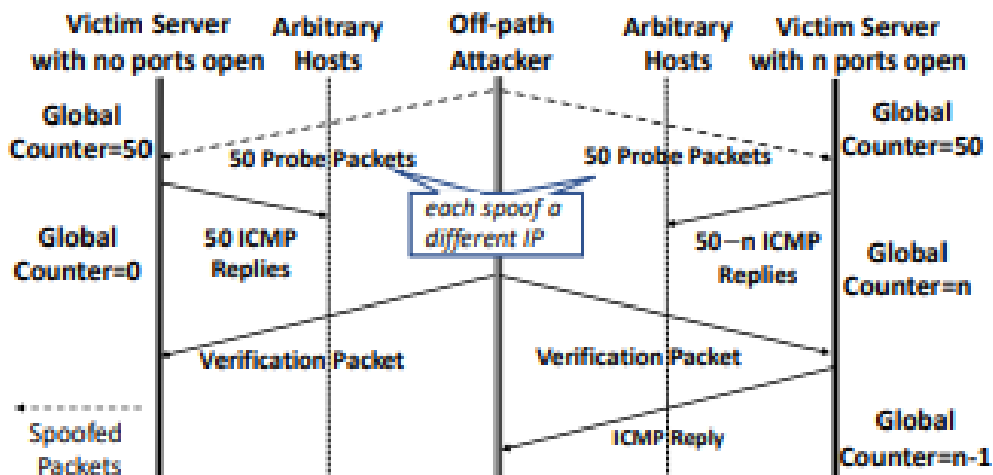 Victim Server
with no ports open
Arbitrary
Hosts
Off-path
Attacker
Arbitrary
Hosts
Victim Server
with n ports open
Global
Counter=50
Global
Counter=50
50 Probe Packets
50 Probe Packets
each spoof a
different IP
50 ICMP
Replies
50−n ICMP
Replies
Global
Counter=0
Global
Counter=n
Verification Packet
Verification Packet
ICMP Reply
Spoofed
Packets
Global
Counter=n-1